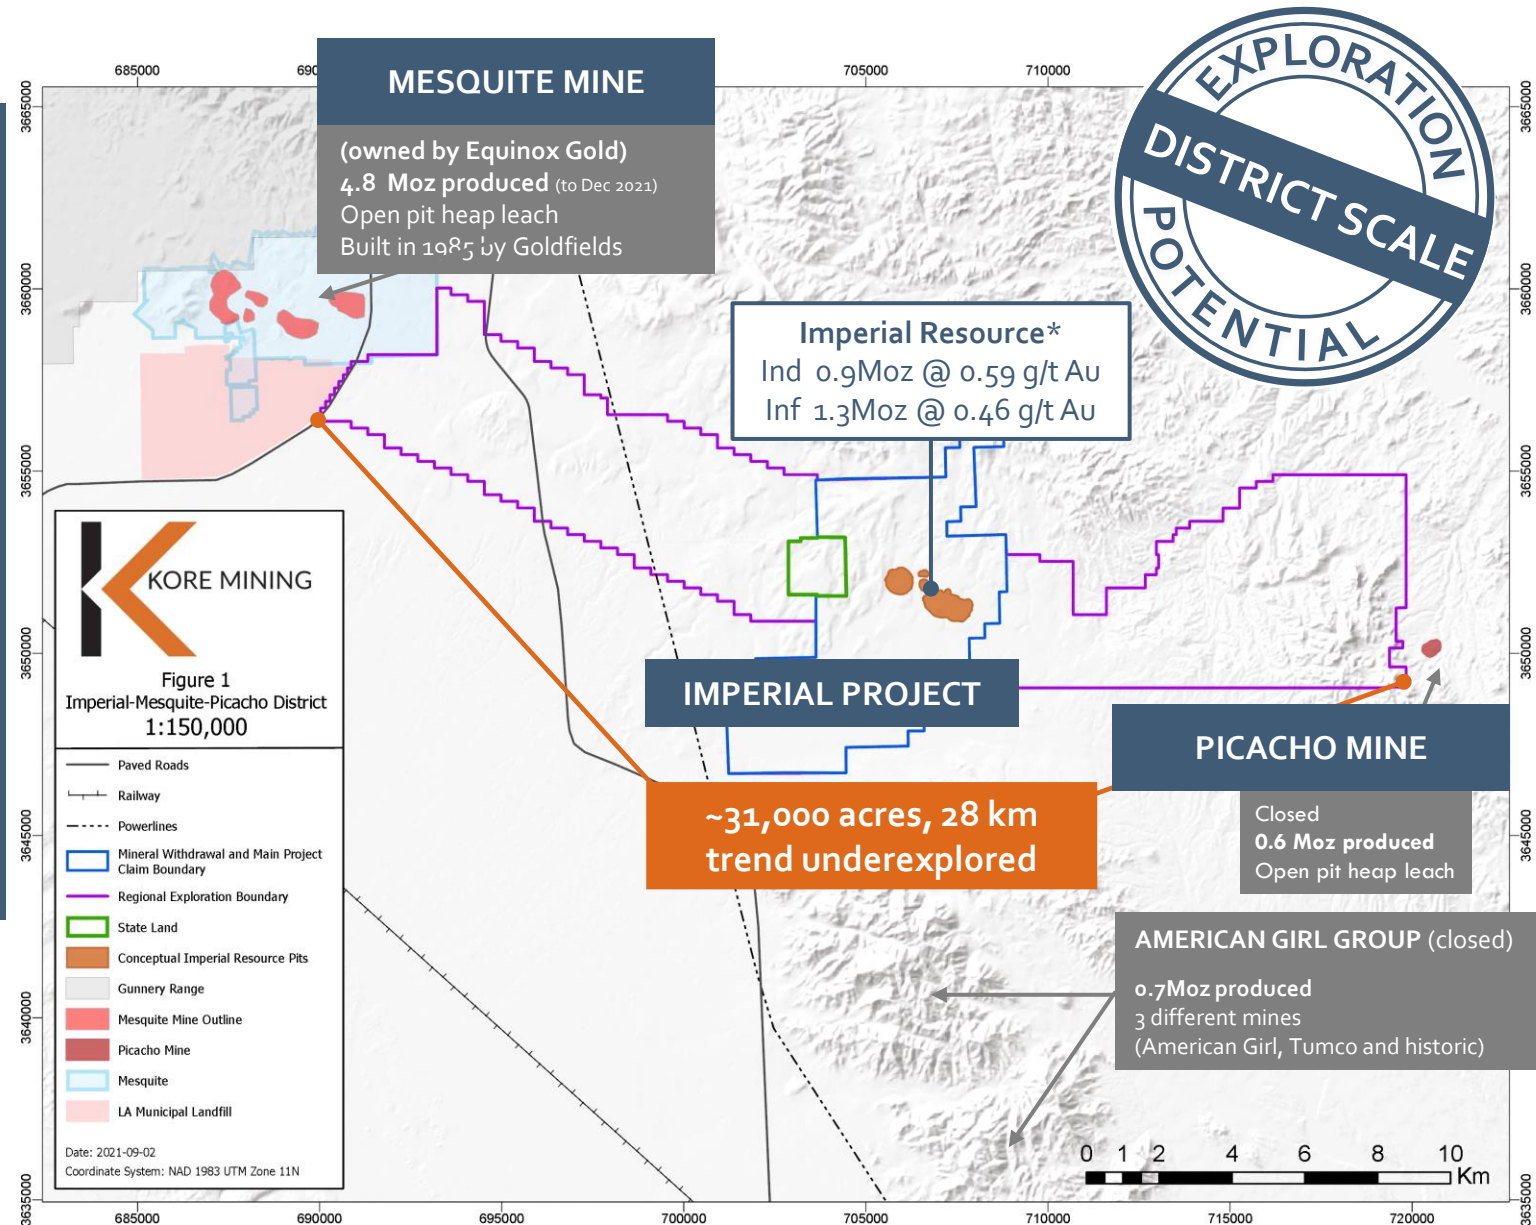 685000
690
705000
710000
3665000
3660000
3655000
3650000
3645000
3640000
3635000
3665000
3660000
3655000
3650000
3645000
3635000
MESQUITE MINE
(owned by Equinox Gold)
4.8 Moz produced (to Dec 2021)
Open pit heap leach
Built in 1985 by Goldfields
EXPLORATION
DISTRICT SCALE
POTENTIAL
Imperial Resource*
Ind 0.9Moz @ 0.59 g/t Au
Inf 1.3Moz @ 0.46 g/t Au
KORE MINING
Figure 1
Imperial-Mesquite-Picacho District
1:150,000
Paved Roads
Railway
Powerlines
Mineral Withdrawal and Main Project
Claim Boundary
Regional Exploration Boundary
State Land
Conceptual Imperial Resource Pits
Gunnery Range
Mesquite Mine Outline
Picacho Mine
Mesquite
LA Municipal Landfill
Date: 2021-09-02
Coordinate System: NAD 1983 UTM Zone 11N
IMPERIAL PROJECT
PICACHO MINE
Closed
0.6 Moz produced
Open pit heap leach
~31,000 acres, 28 km
trend underexplored
AMERICAN GIRL GROUP (closed)
0.7Moz produced
3 different mines
(American Girl, Tumco and historic)
0 1 2 4 6 8 10
Km
685000
690000
695000
700000
705000
710000
715000
720000